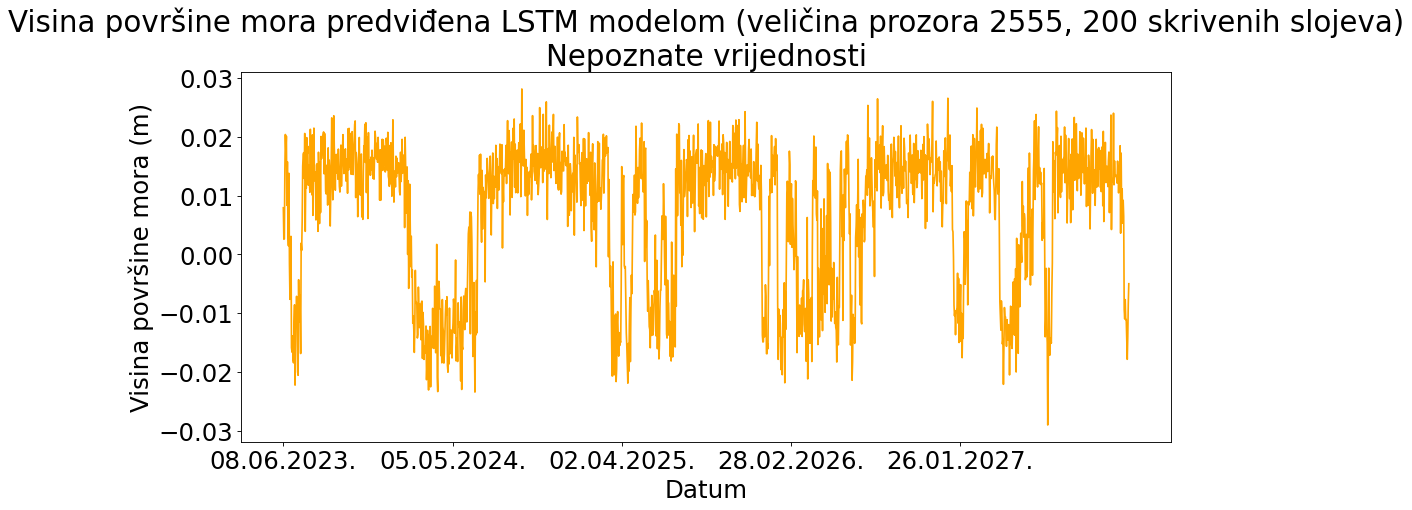 Visina površine mora predviđena LSTM modelom (veličina prozora 2555, 200 skrivenih slojeva)
Nepoznate vrijednosti
Visina površine mora (m)
0.03
0.02
0.01
0.00
−0.01
−0.02
−0.03
08.06.2023. 05.05.2024. 02.04.2025. 28.02.2026. 26.01.2027.
Datum